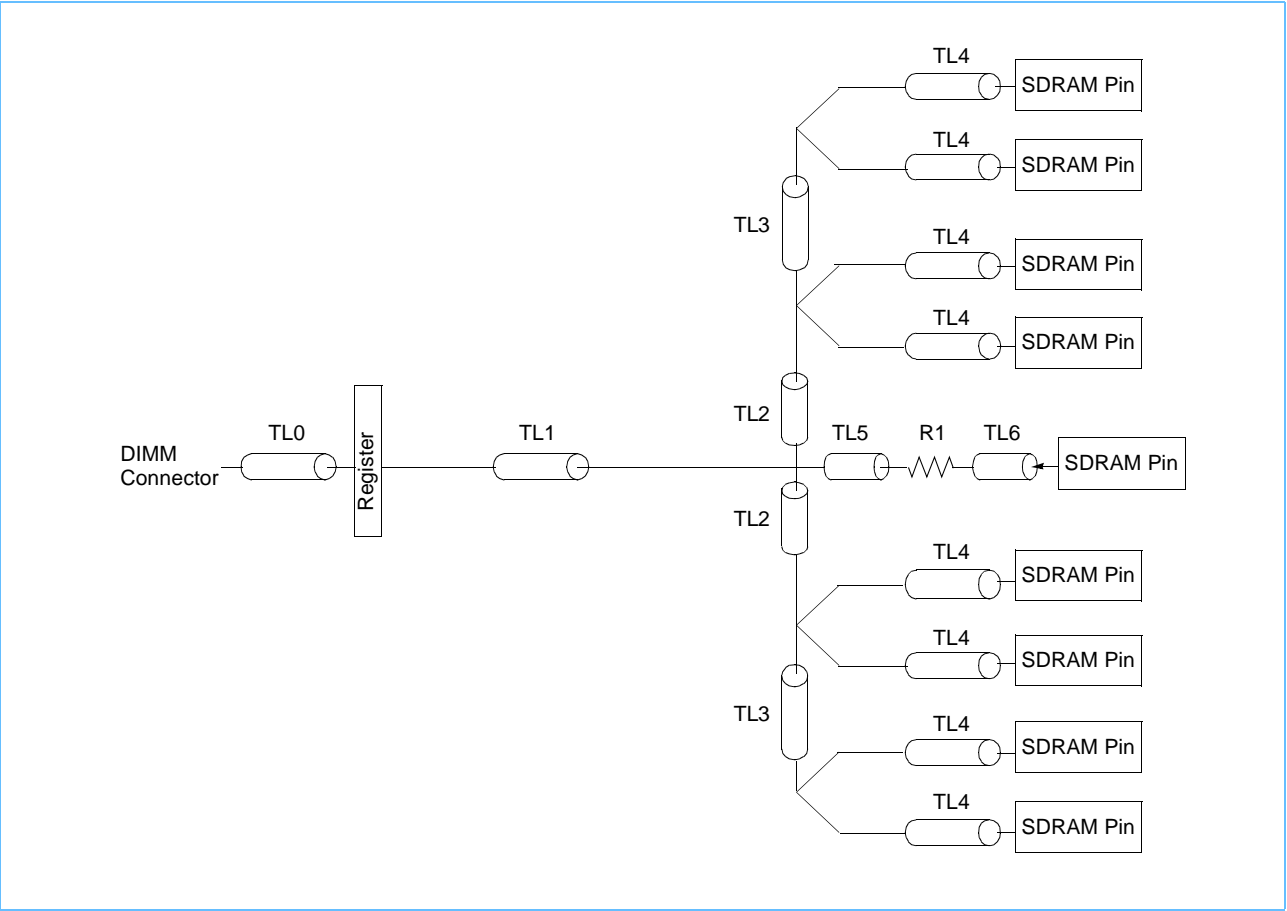 TL4
SDRAM Pin
TL4
SDRAM Pin
TL3
TL4
SDRAM Pin
TL4
SDRAM Pin
TL2
DIMM
Connector
TL0
Register
TL1
TL5
R1
TL6
SDRAM Pin
TL2
TL4
SDRAM Pin
TL4
SDRAM Pin
TL3
TL4
SDRAM Pin
TL4
SDRAM Pin